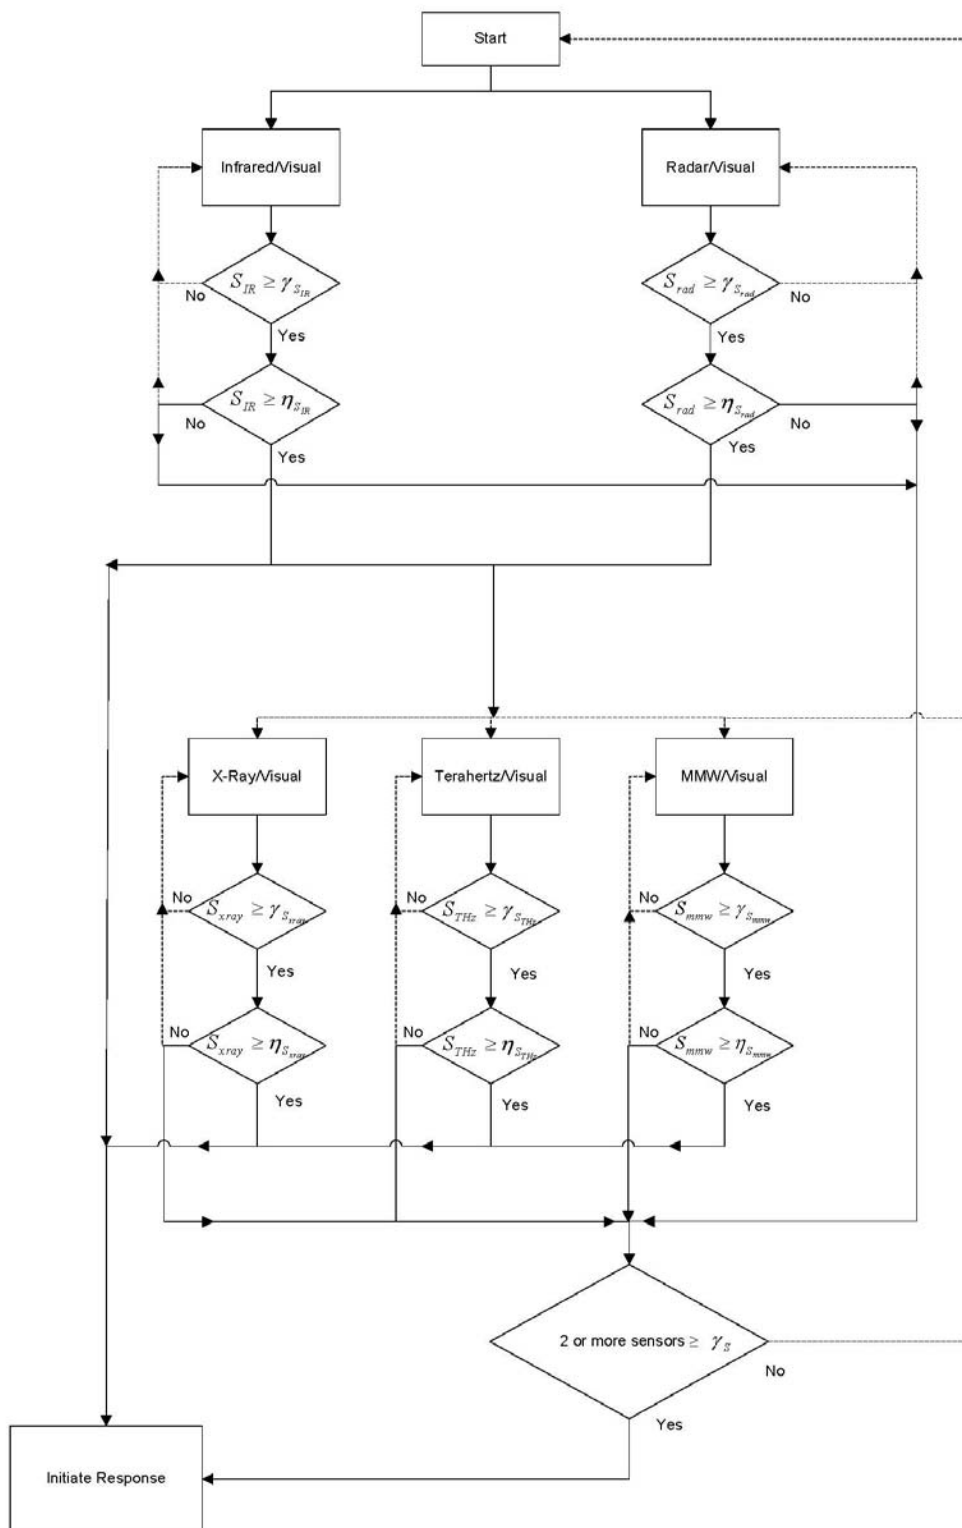 Start
Infrared/Visual
Radar/Visual
S_IR ≥ γ_S_IR
S_rad ≥ γ_S_rad
No
No
Yes
Yes
S_IR ≥ η_S_IR
S_rad ≥ η_S_rad
No
No
Yes
Yes
X-Ray/Visual
Terahertz/Visual
MMW/Visual
No
No
No
S_xray ≥ γ_S_xray
S_THz ≥ γ_S_THz
S_mmw ≥ γ_S_mmw
Yes
Yes
Yes
No
No
No
S_xray ≥ η_S_xray
S_THz ≥ η_S_THz
S_mmw ≥ η_S_mmw
Yes
Yes
Yes
2 or more sensors ≥ γ_S
No
Yes
Initiate Response